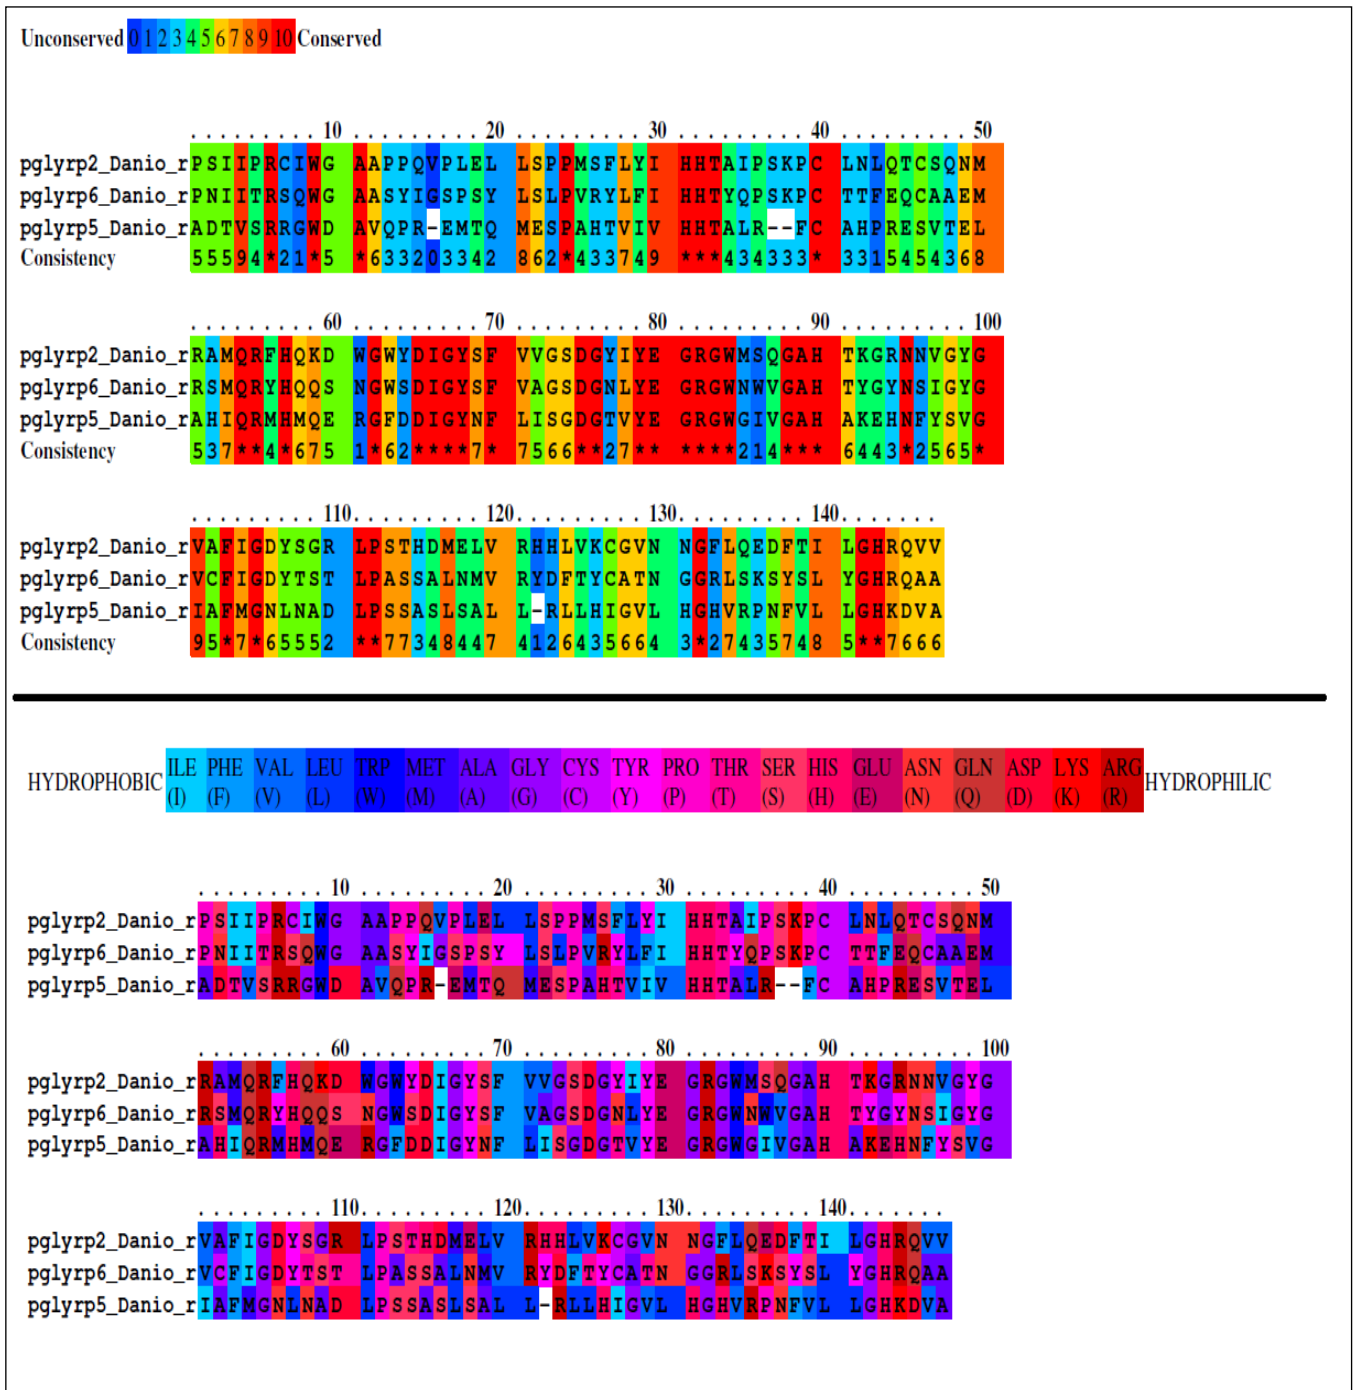 Unconserved 0 1 2 3 4 5 6 7 8 9 10 Conserved
. . . . . . . . 10 . . . . . . . . 20 . . . . . . . . 30 . . . . . . . . 40 . . . . . . . . 50
pglyrp2_Danio_r PSIIPRCIWG AAPPQVPLEL LSPPMSFLYI HHTAIPSKPC LNLQTCSQNM
pglyrp6_Danio_r PNIITRSQWG AASYIGSPSY LSLPVRYLFI HHTYQPSKPC TTFEQCAAEM
pglyrp5_Danio_r ADTVSRRGWD AVQPR-EMTQ MESPAHTVIV HHTALR--FC AHPRESVTEL
Consistency 55594*21*5 *633203342 862*433749 ***434333* 3315454368
. . . . . . . . 60 . . . . . . . . 70 . . . . . . . . 80 . . . . . . . . 90 . . . . . . . . 100
pglyrp2_Danio_r RAMQRFHQKD WGWYDIGYSF VVGSDGYIYE GRGWMSQGAH TKGRNNVGYG
pglyrp6_Danio_r RSMQRYHQQS NGWSDIGYSF VAGSDGNLYE GRGWNWVGAH TYGYNSIGYG
pglyrp5_Danio_r AHIQRMHMQE RGFDDIGYNF LISGDGTVYE GRGWGIVGAH AKEHNFYSVG
Consistency 537**4*675 1*62****7* 7566**27** ****214*** 6443*2565*
. . . . . . . . 110. . . . . . . . 120. . . . . . . . 130. . . . . . . . 140. . . . . . .
pglyrp2_Danio_r VAFIGDYSGR LPSTHDMELV RHHLVKCGVN NGFLQEDFTI LGHRQVV
pglyrp6_Danio_r VCFIGDYTST LPASSALNMV RYDFTYCATN GGRLSKSYSL YGHRQAA
pglyrp5_Danio_r IAFMGNLNAD LPSSASLSAL L-RLLHIGVL HGHVRPNFVL LGHKDVA
Consistency 95*7*65552 **77348447 4126435664 3*27435748 5**7666
HYDROPHOBIC ILE PHE VAL LEU TRP MET ALA GLY CYS TYR PRO THR SER HIS GLU ASN GLN ASP LYS ARG HYDROPHILIC
(I) (F) (V) (L) (W) (M) (A) (G) (C) (Y) (P) (T) (S) (H) (E) (N) (Q) (D) (K) (R)
. . . . . . . . 10 . . . . . . . . 20 . . . . . . . . 30 . . . . . . . . 40 . . . . . . . . 50
pglyrp2_Danio_r PSIIPRCIWG AAPPQVPLEL LSPPMSFLYI HHTAIPSKPC LNLQTCSQNM
pglyrp6_Danio_r PNIITRSQWG AASYIGSPSY LSLPVRYLFI HHTYQPSKPC TTFEQCAAEM
pglyrp5_Danio_r ADTVSRRGWD AVQPR-EMTQ MESPAHTVIV HHTALR--FC AHPRESVTEL
. . . . . . . . 60 . . . . . . . . 70 . . . . . . . . 80 . . . . . . . . 90 . . . . . . . . 100
pglyrp2_Danio_r RAMQRFHQKD WGWYDIGYSF VVGSDGYIYE GRGWMSQGAH TKGRNNVGYG
pglyrp6_Danio_r RSMQRYHQQS NGWSDIGYSF VAGSDGNLYE GRGWNWVGAH TYGYNSIGYG
pglyrp5_Danio_r AHIQRMHMQE RGFDDIGYNF LISGDGTVYE GRGWGIVGAH AKEHNFYSVG
. . . . . . . . 110. . . . . . . . 120. . . . . . . . 130. . . . . . . . 140. . . . . . .
pglyrp2_Danio_r VAFIGDYSGR LPSTHDMELV RHHLVKCGVN NGFLQEDFTI LGHRQVV
pglyrp6_Danio_r VCFIGDYTST LPASSALNMV RYDFTYCATN GGRLSKSYSL YGHRQAA
pglyrp5_Danio_r IAFMGNLNAD LPSSASLSAL L-RLLHIGVL HGHVRPNFVL LGHKDVA